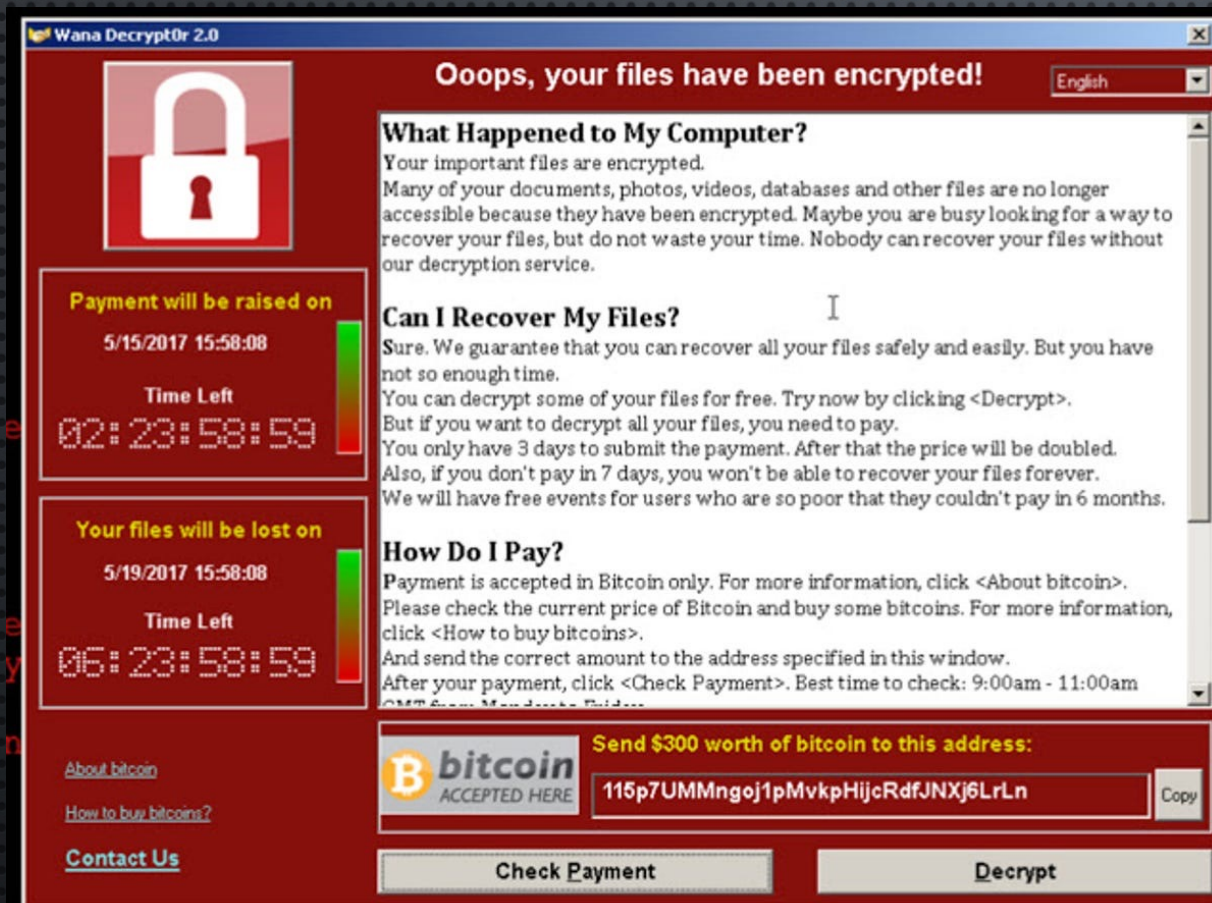 Wana Decrypt0r 2.0
Ooops, your files have been encrypted!
English
What Happened to My Computer?
Your important files are encrypted.
Many of your documents, photos, videos, databases and other files are no longer
accessible because they have been encrypted. Maybe you are busy looking for a way to
recover your files, but do not waste your time. Nobody can recover your files without
our decryption service.
Can I Recover My Files?
Sure. We guarantee that you can recover all your files safely and easily. But you have
not so enough time.
You can decrypt some of your files for free. Try now by clicking <Decrypt>.
But if you want to decrypt all your files, you need to pay.
You only have 3 days to submit the payment. After that the price will be doubled.
Also, if you don't pay in 7 days, you won't be able to recover your files forever.
We will have free events for users who are so poor that they couldn't pay in 6 months.
How Do I Pay?
Payment is accepted in Bitcoin only. For more information, click <About bitcoin>.
Please check the current price of Bitcoin and buy some bitcoins. For more information,
click <How to buy bitcoins>.
And send the correct amount to the address specified in this window.
After your payment, click <Check Payment>. Best time to check: 9:00am - 11:00am
GMT from Monday to Friday.
Payment will be raised on
5/15/2017 15:58:08
Time Left
02:23:58:59
Your files will be lost on
5/19/2017 15:58:08
Time Left
06:23:58:59
About bitcoin
How to buy bitcoins?
Contact Us
bitcoin
ACCEPTED HERE
Send $300 worth of bitcoin to this address:
115p7UMMngoj1pMvkpHijcRdfJNXj6LrLn
Copy
Check Payment
Decrypt